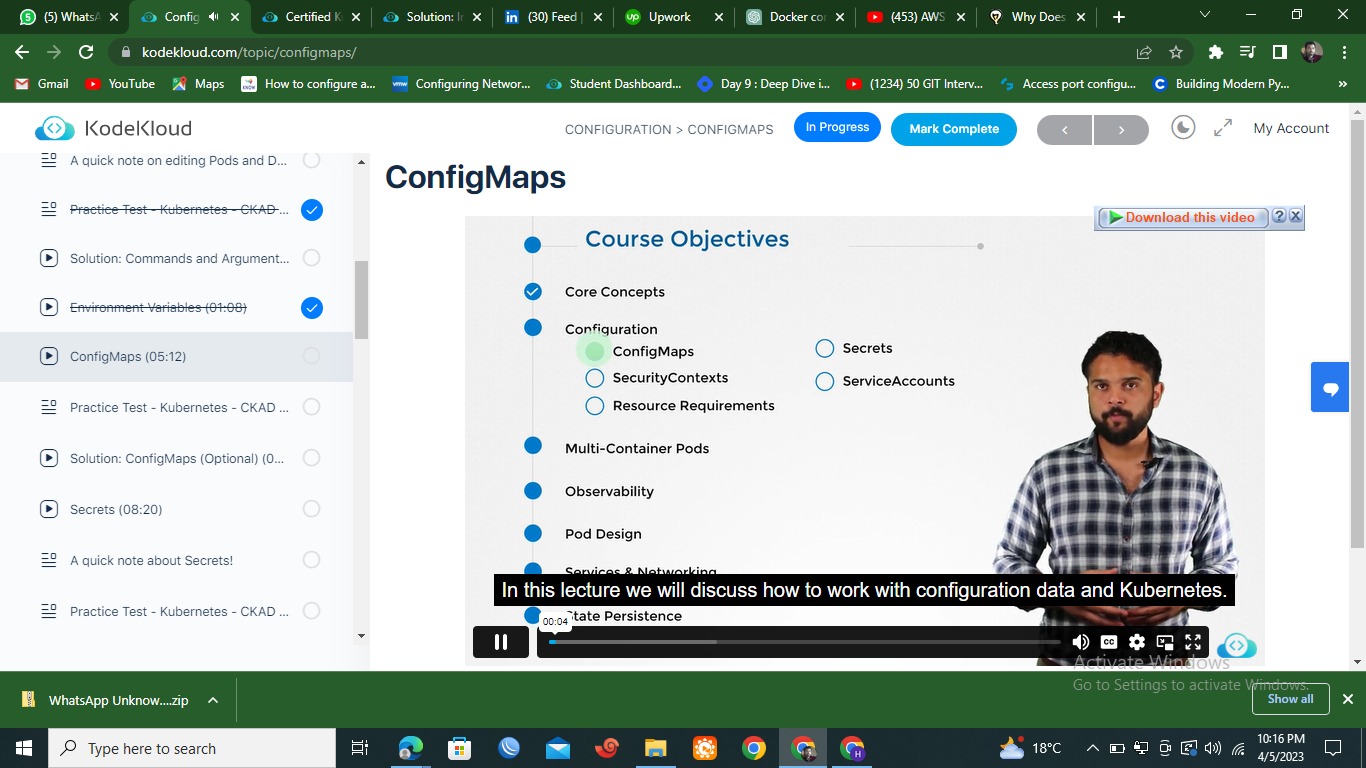 (5) WhatsA
Config
Certified K
Solution: I
(30) Feed |
Upwork
Docker co
(453) AWS
Why Does
kodekloud.com/topic/configmaps/
Gmail
YouTube
Maps
How to configure a...
Configuring Networ...
Student Dashboard...
Day 9 : Deep Dive i...
(1234) 50 GIT Interv...
Access port configu...
Building Modern Py...
»
KodeKloud
CONFIGURATION > CONFIGMAPS
In Progress
Mark Complete
<
>
My Account
A quick note on editing Pods and D...
Practice Test - Kubernetes - CKAD ...
Solution: Commands and Argument...
Environment Variables (01:08)
ConfigMaps (05:12)
Practice Test - Kubernetes - CKAD ...
Solution: ConfigMaps (Optional) (0...
Secrets (08:20)
A quick note about Secrets!
Practice Test - Kubernetes - CKAD ...
ConfigMaps
Download this video
? X
Course Objectives
Core Concepts
Configuration
ConfigMaps
Secrets
SecurityContexts
ServiceAccounts
Resource Requirements
Multi-Container Pods
Observability
Pod Design
Services & Networking
In this lecture we will discuss how to work with configuration data and Kubernetes.
State Persistence
00:04
CC
Activate Windows
Go to Settings to activate Windows.
WhatsApp Unknow....zip
Show all
Type here to search
H
18°C
10:16 PM
4/5/2023